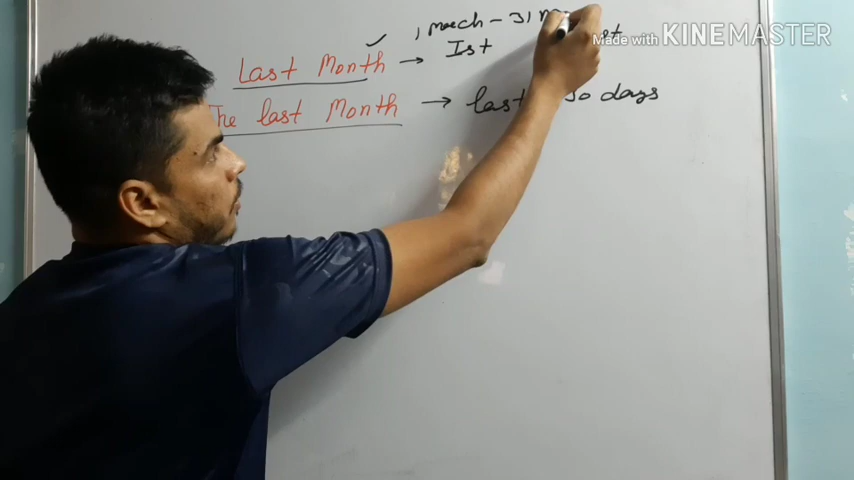 1 march - 31 m
Last Month → Ist
The last Month → last 30 days
Made with KINEMASTER